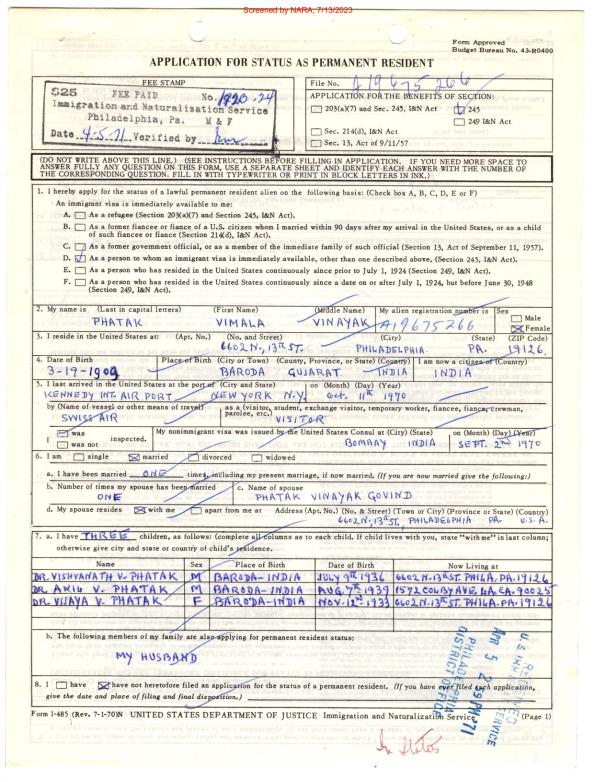 Screened by NARA, 7/13/2023
Form Approved
Budget Bureau No. 43-R0400
APPLICATION FOR STATUS AS PERMANENT RESIDENT
FEE STAMP
S25 FEE PAID No. 1920.24
Immigration and Naturalization Service
Philadelphia, Pa. M & F
Date 4-5-71 Verified by
File No. A19675266
APPLICATION FOR THE BENEFITS OF SECTION:
203(a)(7) and Sec. 245, I&N Act 245
249 I&N Act
Sec. 214(d), I&N Act
Sec. 13, Act of 9/11/57
(DO NOT WRITE ABOVE THIS LINE.) (SEE INSTRUCTIONS BEFORE FILLING IN APPLICATION. IF YOU NEED MORE SPACE TO
ANSWER FULLY ANY QUESTION ON THIS FORM, USE A SEPARATE SHEET AND IDENTIFY EACH ANSWER WITH THE NUMBER OF
THE CORRESPONDING QUESTION. FILL IN WITH TYPEWRITER OR PRINT IN BLOCK LETTERS IN INK.)
1. I hereby apply for the status of a lawful permanent resident alien on the following basis: (Check box A, B, C, D, E or F)
An immigrant visa is immediately available to me:
A. As a refugee (Section 203(a)(7) and Section 245, I&N Act).
B. As a former fiancee or fiance of a U.S. citizen whom I married within 90 days after my arrival in the United States, or as a child
of such fiancee or fiance (Section 214(d), I&N Act).
C. As a former government official, or as a member of the immediate family of such official (Section 13, Act of September 11, 1957).
D. As a person to whom an immigrant visa is immediately available, other than one described above, (Section 245, I&N Act).
E. As a person who has resided in the United States continuously since prior to July 1, 1924 (Section 249, I&N Act).
F. As a person who has resided in the United States continuously since a date on or after July 1, 1924, but before June 30, 1948
(Section 249, I&N Act).
2. My name is (Last in capital letters) (First Name) (Middle Name) My alien registration number is Sex
PHATAK VIMALA VINAYAK A19675266 Male
Female
3. I reside in the United States at: (Apt. No.) (No. and Street) (City) (State) (ZIP Code)
6602 N. 13th ST. PHILADELPHIA PA. 19126
4. Date of Birth Place of Birth (City or Town) (County, Province, or State) (Country) I am now a citizen of (Country)
3-19-1909 BARODA GUJARAT INDIA INDIA
5. I last arrived in the United States at the port of (City and State) on (Month) (Day) (Year)
KENNEDY INT. AIR PORT NEW YORK N.Y. Oct. 11th 1970
by (Name of vessel or other means of travel) as a (visitor, student, exchange visitor, temporary worker, fiancee, fiance, crewman,
parolee, etc.)
SWISS AIR VISITOR
I was inspected. My nonimmigrant visa was issued by the United States Consul at (City) (State) on (Month) (Day) (Year)
was not BOMBAY INDIA SEPT. 2nd 1970
6. I am single married divorced widowed
a. I have been married ONE times, including my present marriage, if now married. (If you are now married give the following:)
b. Number of times my spouse has been married c. Name of spouse
ONE PHATAK VINAYAK GOVIND
d. My spouse resides with me apart from me at Address (Apt. No.) (No. & Street) (Town or City) (Province or State) (Country)
6602 N. 13th ST. PHILADELPHIA PA. U.S.A.
7. a. I have THREE children, as follows: (complete all columns as to each child. If child lives with you, state "with me" in last column;
otherwise give city and state or country of child's residence.
Name Sex Place of Birth Date of Birth Now Living at
DR. VISHVANATH V. PHATAK M BARODA-INDIA JULY 9th 1936 6602 N. 13th ST. PHILA. PA. 19126
DR. ANIL V. PHATAK M BARODA-INDIA AUG. 7th 1939 1572 COLBY AVE. LA. CA. 90025
DR. VIJAYA V. PHATAK F BARODA-INDIA NOV. 12th 1933 6602 N. 13th ST. PHILA. PA. 19126
b. The following members of my family are also applying for permanent resident status:
MY HUSBAND
8. I have have not heretofore filed an application for the status of a permanent resident. (If you have ever filed such application,
give the date and place of filing and final disposition.)
RECEIVED
U.S. IMM. & NAT. SERVICE
APR 5 2 59 PM '71
PHILADELPHIA
DISTRICT OFFICE
Form I-485 (Rev. 7-1-70)N UNITED STATES DEPARTMENT OF JUSTICE Immigration and Naturalization Service (Page 1)
In Status